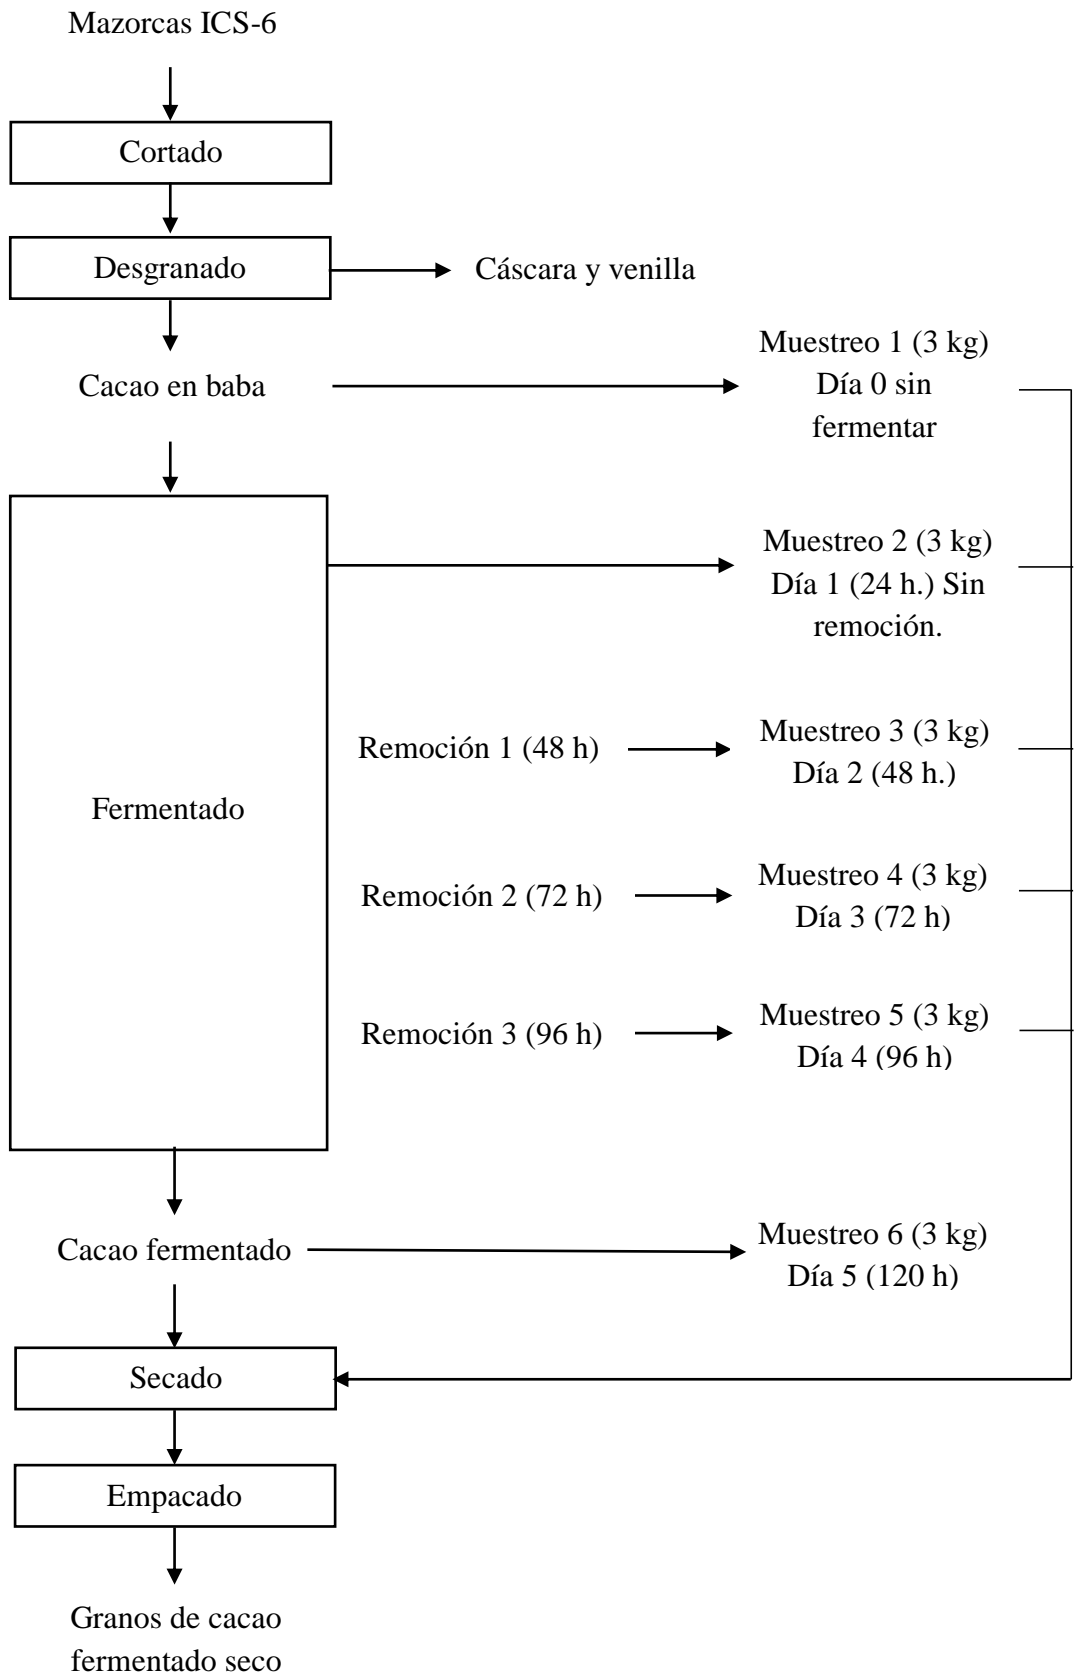 Mazorcas ICS-6
Cortado
Desgranado
Cáscara y venilla
Cacao en baba
Muestreo 1 (3 kg)
Día 0 sin
fermentar
Muestreo 2 (3 kg)
Día 1 (24 h.) Sin
remoción.
Fermentado
Remoción 1 (48 h)
Muestreo 3 (3 kg)
Día 2 (48 h.)
Remoción 2 (72 h)
Muestreo 4 (3 kg)
Día 3 (72 h)
Remoción 3 (96 h)
Muestreo 5 (3 kg)
Día 4 (96 h)
Cacao fermentado
Muestreo 6 (3 kg)
Día 5 (120 h)
Secado
Empacado
Granos de cacao
fermentado seco